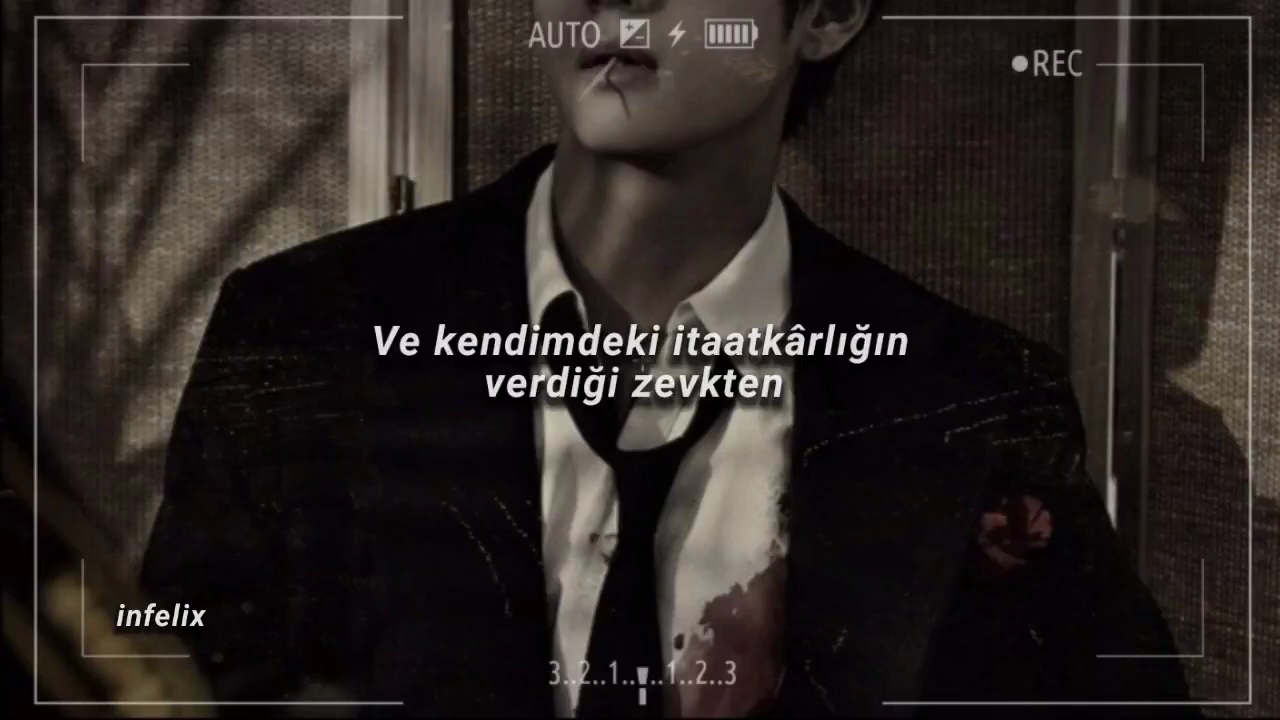 AUTO
REC
Ve kendimdeki itaatkârlığın
verdiği zevkten
infelix
3..2..1..!..1..2..3